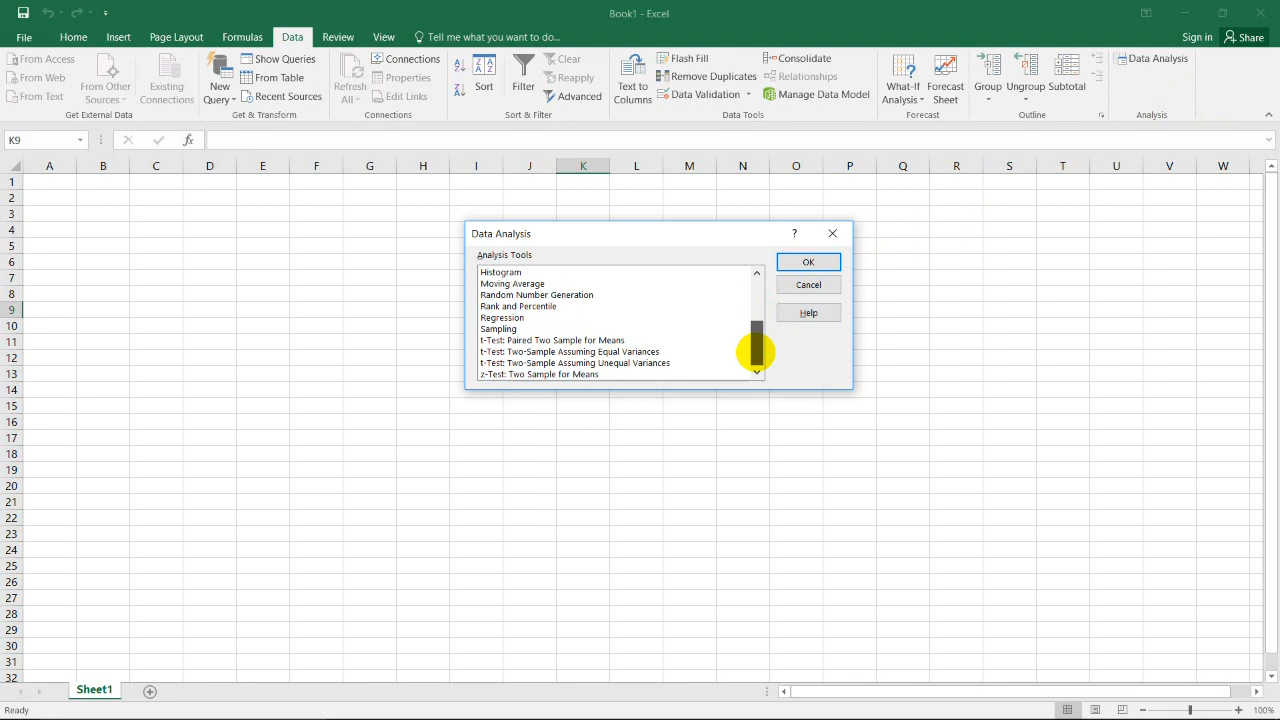 Book1 - Excel
File Home Insert Page Layout Formulas Data Review View Tell me what you want to do... Sign in Share
From Access
From Web
From Text
From Other Sources
Existing Connections
Get External Data
New Query
Show Queries
From Table
Recent Sources
Get & Transform
Refresh All
Connections
Properties
Edit Links
Connections
Sort
Filter
Clear
Reapply
Advanced
Sort & Filter
Text to Columns
Flash Fill
Remove Duplicates
Data Validation
Consolidate
Relationships
Manage Data Model
Data Tools
What-If Analysis
Forecast Sheet
Forecast
Group
Ungroup
Subtotal
Outline
Data Analysis
Analysis
K9 fx
A B C D E F G H I J K L M N O P Q R S T U V W
1
2
3
4
5
6
7
8
9
10
11
12
13
14
15
16
17
18
19
20
21
22
23
24
25
26
27
28
29
30
31
32
Data Analysis ?
Analysis Tools
Histogram
Moving Average
Random Number Generation
Rank and Percentile
Regression
Sampling
t-Test: Paired Two Sample for Means
t-Test: Two-Sample Assuming Equal Variances
t-Test: Two-Sample Assuming Unequal Variances
z-Test: Two Sample for Means
OK
Cancel
Help
Sheet1
Ready 100%